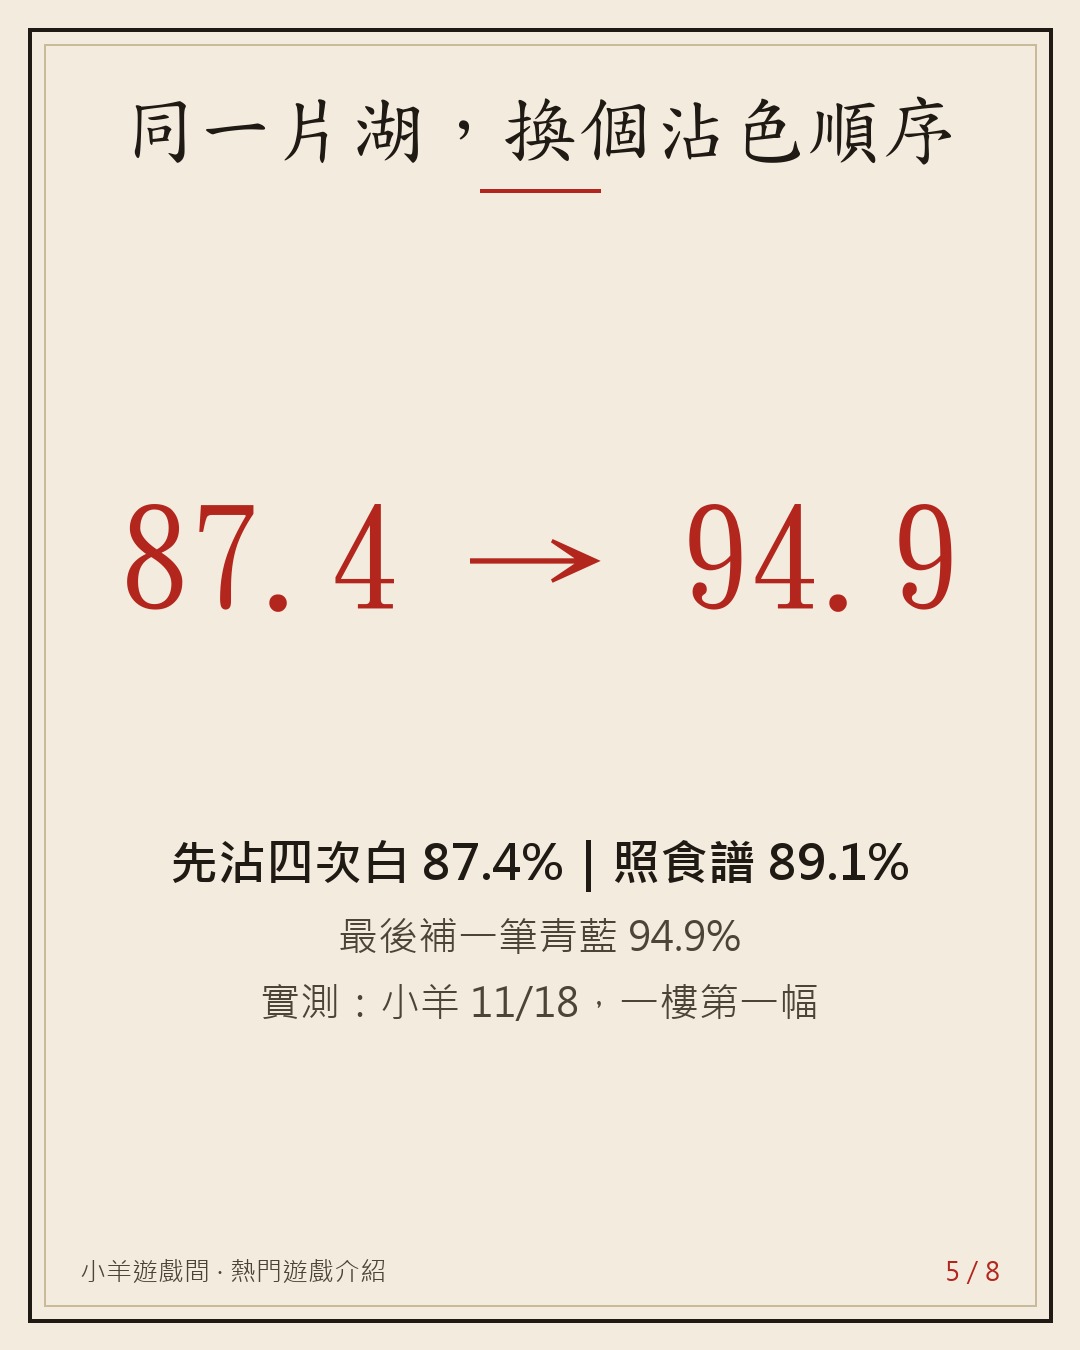 同一片湖，換個沾色順序
87.4 → 94.9
先沾四次白 87.4% | 照食譜 89.1%
最後補一筆青藍 94.9%
實測：小羊 11/18，一樓第一幅
小羊遊戲間 · 熱門遊戲介紹
5 / 8